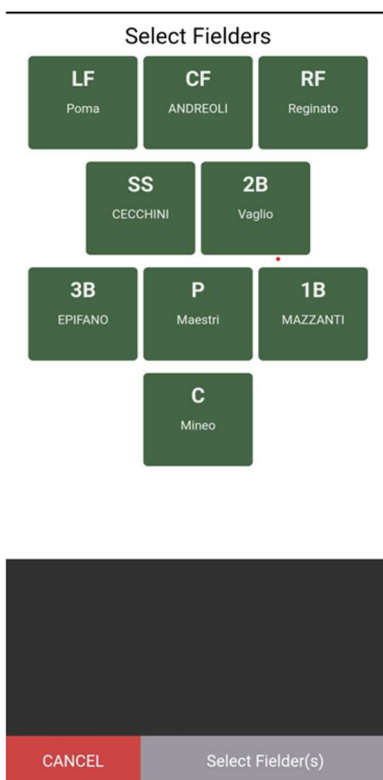 Select Fielders
LF CF RF
Poma ANDREOLI Reginato
SS 2B
CECCHINI Vaglio
3B P 1B
EPIFANO Maestri MAZZANTI
C
Mineo
CANCEL Select Fielder(s)